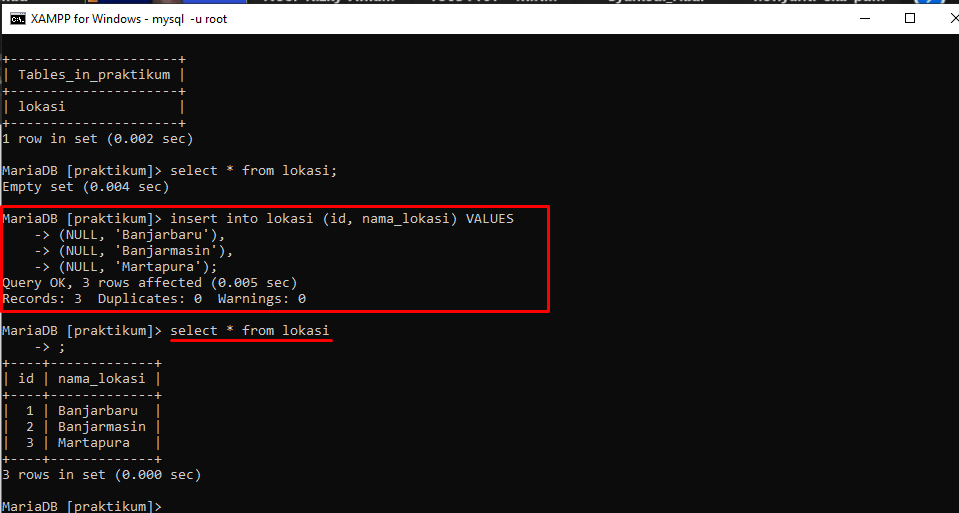 XAMPP for Windows - mysql -u root
+---------------------+
| Tables_in_praktikum |
+---------------------+
| lokasi              |
+---------------------+
1 row in set (0.002 sec)
MariaDB [praktikum]> select * from lokasi;
Empty set (0.004 sec)
MariaDB [praktikum]> insert into lokasi (id, nama_lokasi) VALUES
    -> (NULL, 'Banjarbaru'),
    -> (NULL, 'Banjarmasin'),
    -> (NULL, 'Martapura');
Query OK, 3 rows affected (0.005 sec)
Records: 3  Duplicates: 0  Warnings: 0
MariaDB [praktikum]> select * from lokasi
    -> ;
+----+-------------+
| id | nama_lokasi |
+----+-------------+
|  1 | Banjarbaru  |
|  2 | Banjarmasin |
|  3 | Martapura   |
+----+-------------+
3 rows in set (0.000 sec)
MariaDB [praktikum]>